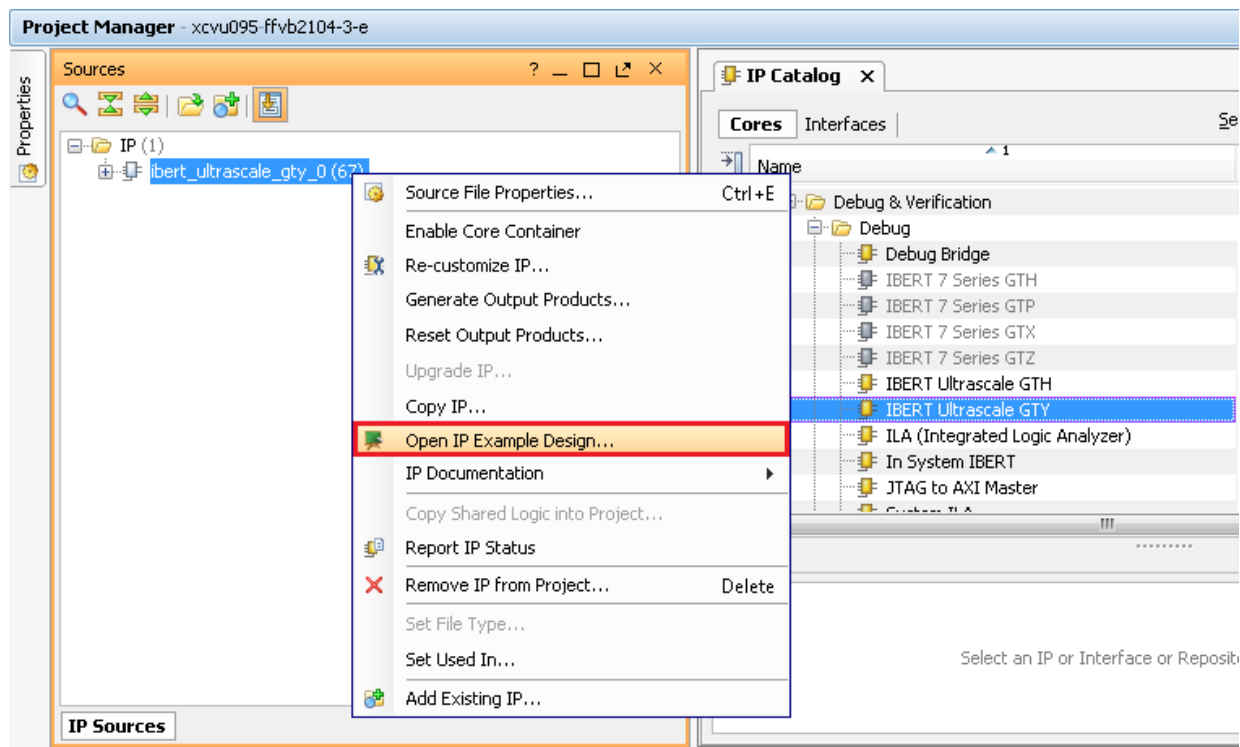 Project Manager - xcvu095-ffvb2104-3-e
Properties
Sources
IP (1)
ibert_ultrascale_gty_0 (67)
Source File Properties... Ctrl+E
Enable Core Container
Re-customize IP...
Generate Output Products...
Reset Output Products...
Upgrade IP...
Copy IP...
Open IP Example Design...
IP Documentation
Copy Shared Logic into Project...
Report IP Status
Remove IP from Project... Delete
Set File Type...
Set Used In...
Add Existing IP...
IP Sources
IP Catalog
Cores Interfaces
Name 1
Debug & Verification
Debug
Debug Bridge
IBERT 7 Series GTH
IBERT 7 Series GTP
IBERT 7 Series GTX
IBERT 7 Series GTZ
IBERT Ultrascale GTH
IBERT Ultrascale GTY
ILA (Integrated Logic Analyzer)
In System IBERT
JTAG to AXI Master
Select an IP or Interface or